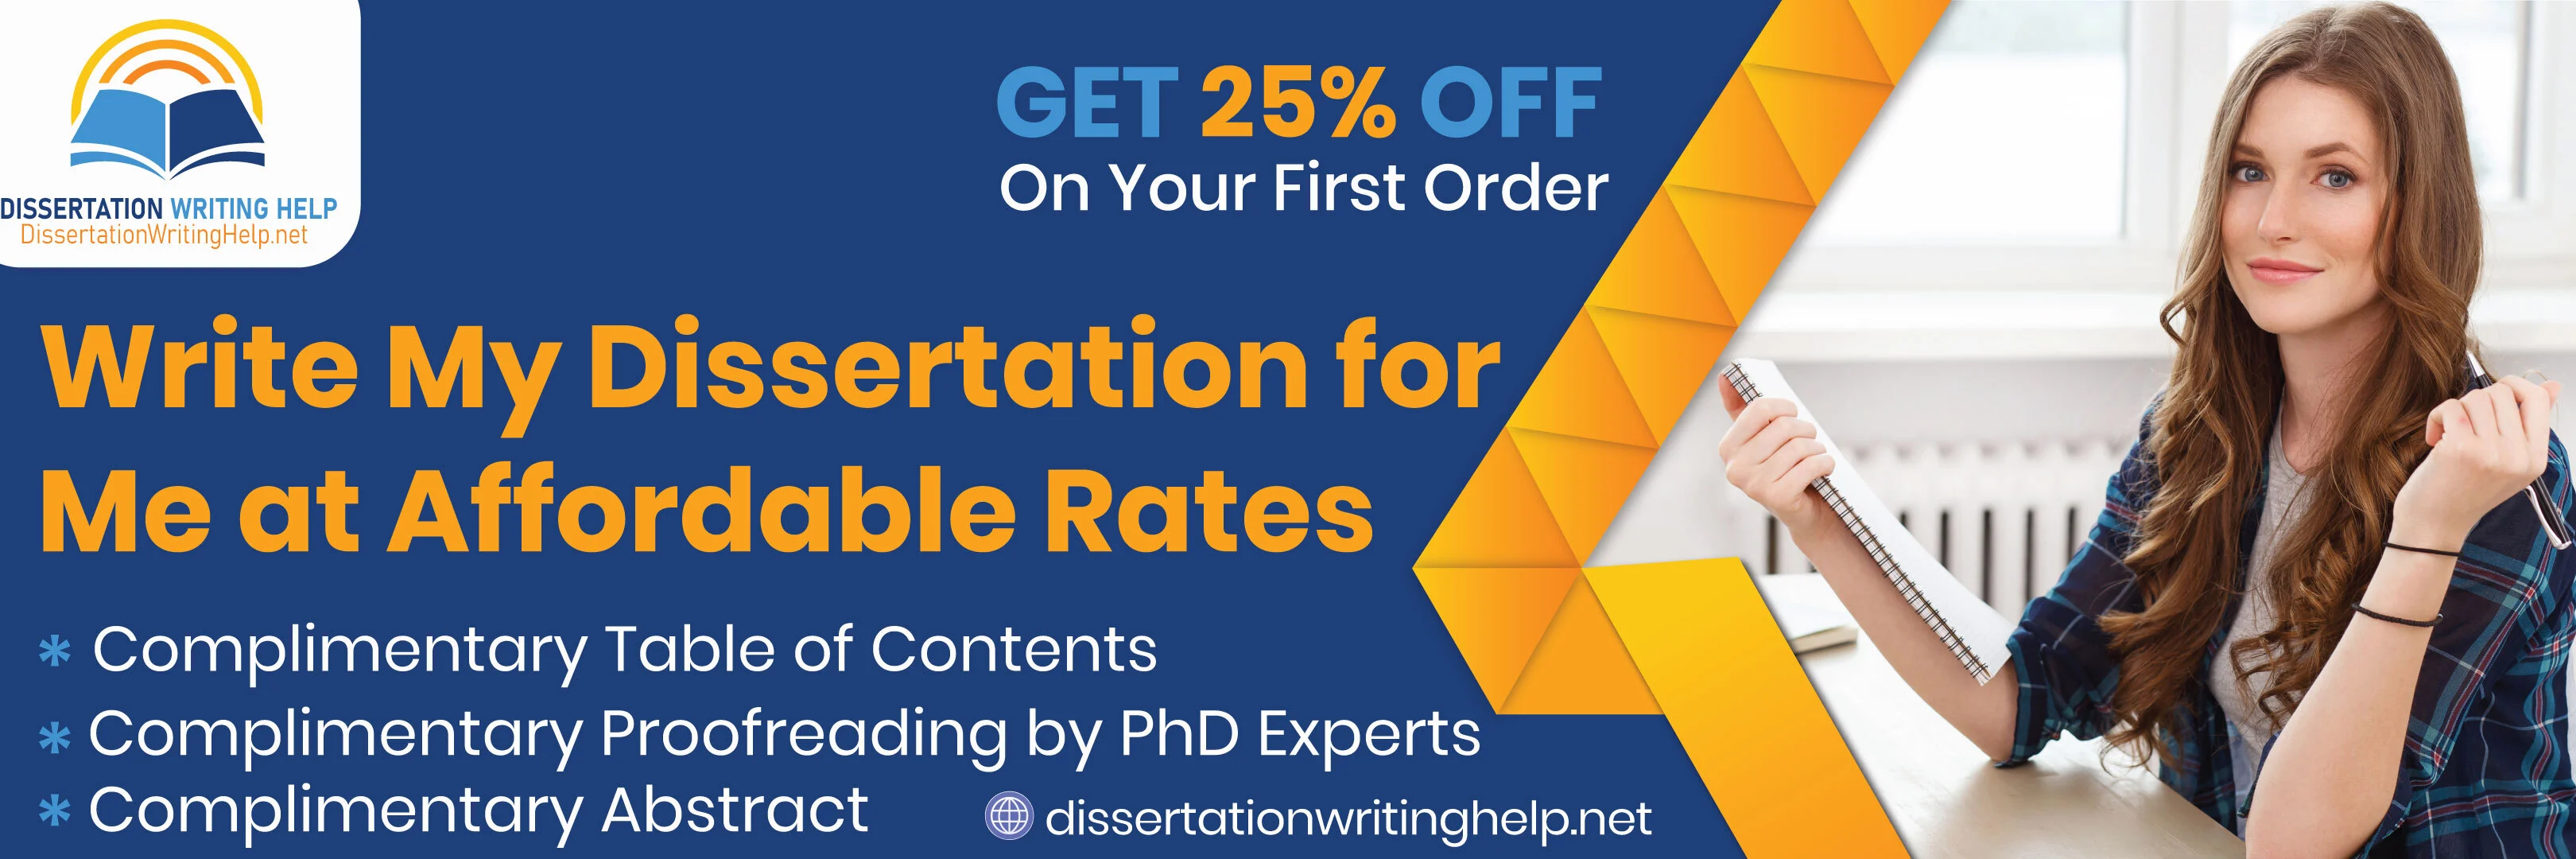 DISSERTATION WRITING HELP
DissertationWritingHelp.net
GET 25% OFF
On Your First Order
Write My Dissertation for
Me at Affordable Rates
* Complimentary Table of Contents
* Complimentary Proofreading by PhD Experts
* Complimentary Abstract
dissertationwritinghelp.net